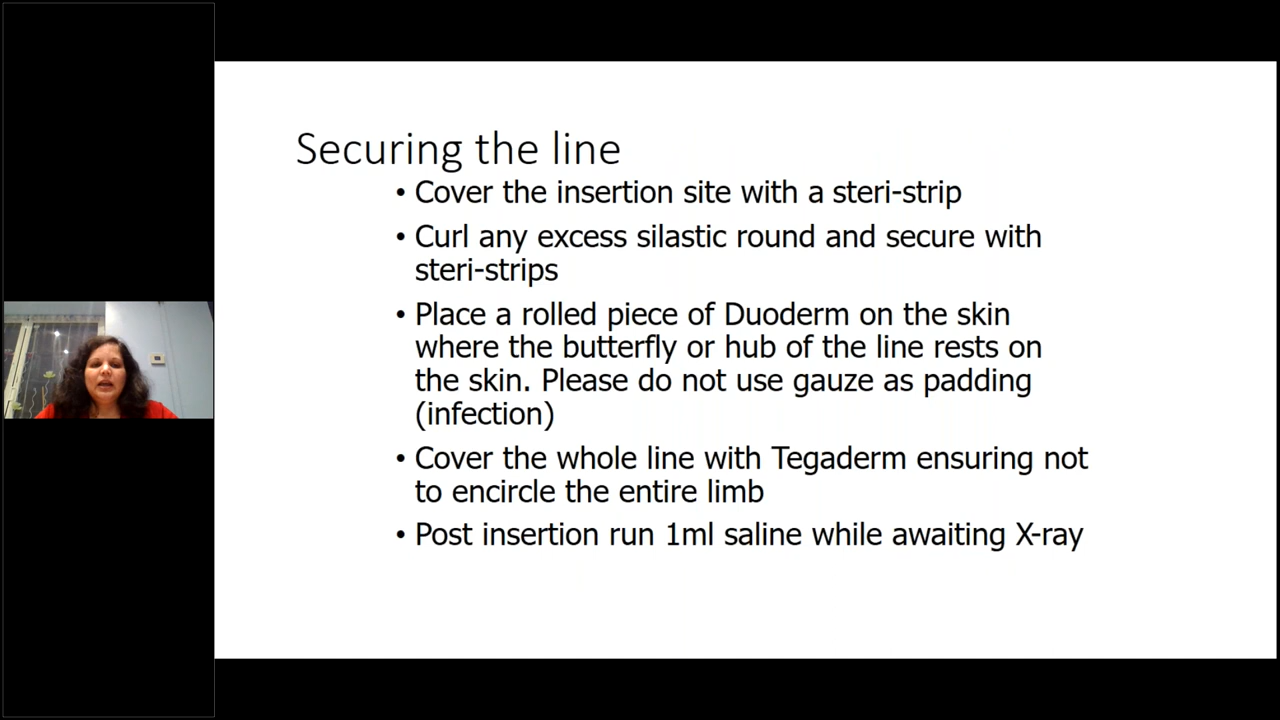 Securing the line
• Cover the insertion site with a steri-strip
• Curl any excess silastic round and secure with
steri-strips
• Place a rolled piece of Duoderm on the skin
where the butterfly or hub of the line rests on
the skin. Please do not use gauze as padding
(infection)
• Cover the whole line with Tegaderm ensuring not
to encircle the entire limb
• Post insertion run 1ml saline while awaiting X-ray